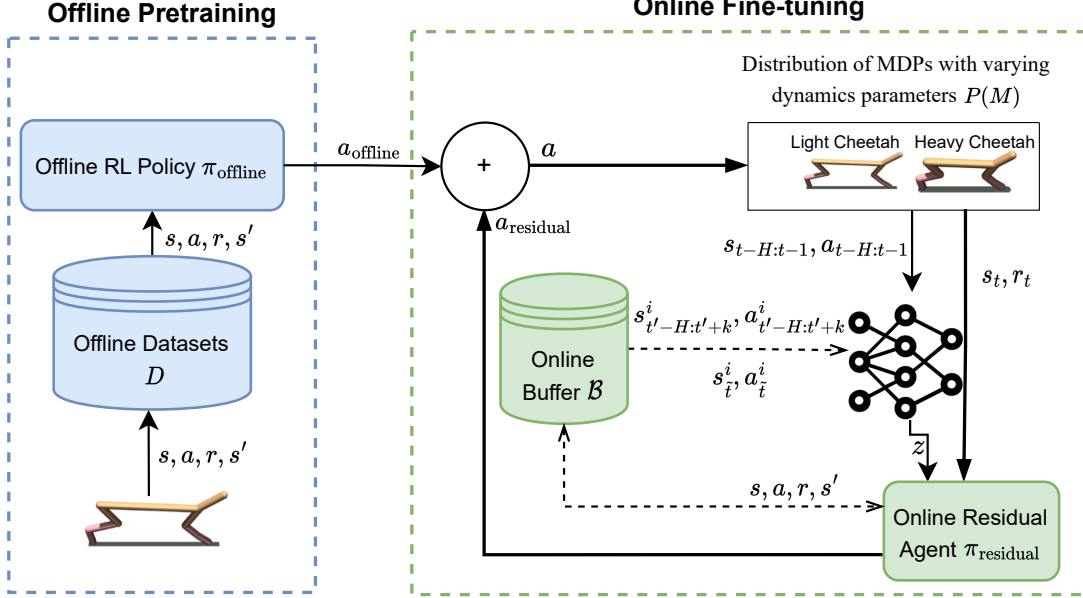 Offline Pretraining
Offline RL Policy π_offline
s, a, r, s′
Offline Datasets
D
s, a, r, s′
a_offline
Online Fine-tuning
Distribution of MDPs with varying
dynamics parameters P(M)
+
a
Light Cheetah
Heavy Cheetah
a_residual
s_{t−H:t−1}, a_{t−H:t−1}
s_t, r_t
s^i_{t′−H:t′+k}, a^i_{t′−H:t′+k}
Online
Buffer ℬ
s^i_{t̃}, a^i_{t̃}
z
s, a, r, s′
Online Residual
Agent π_residual